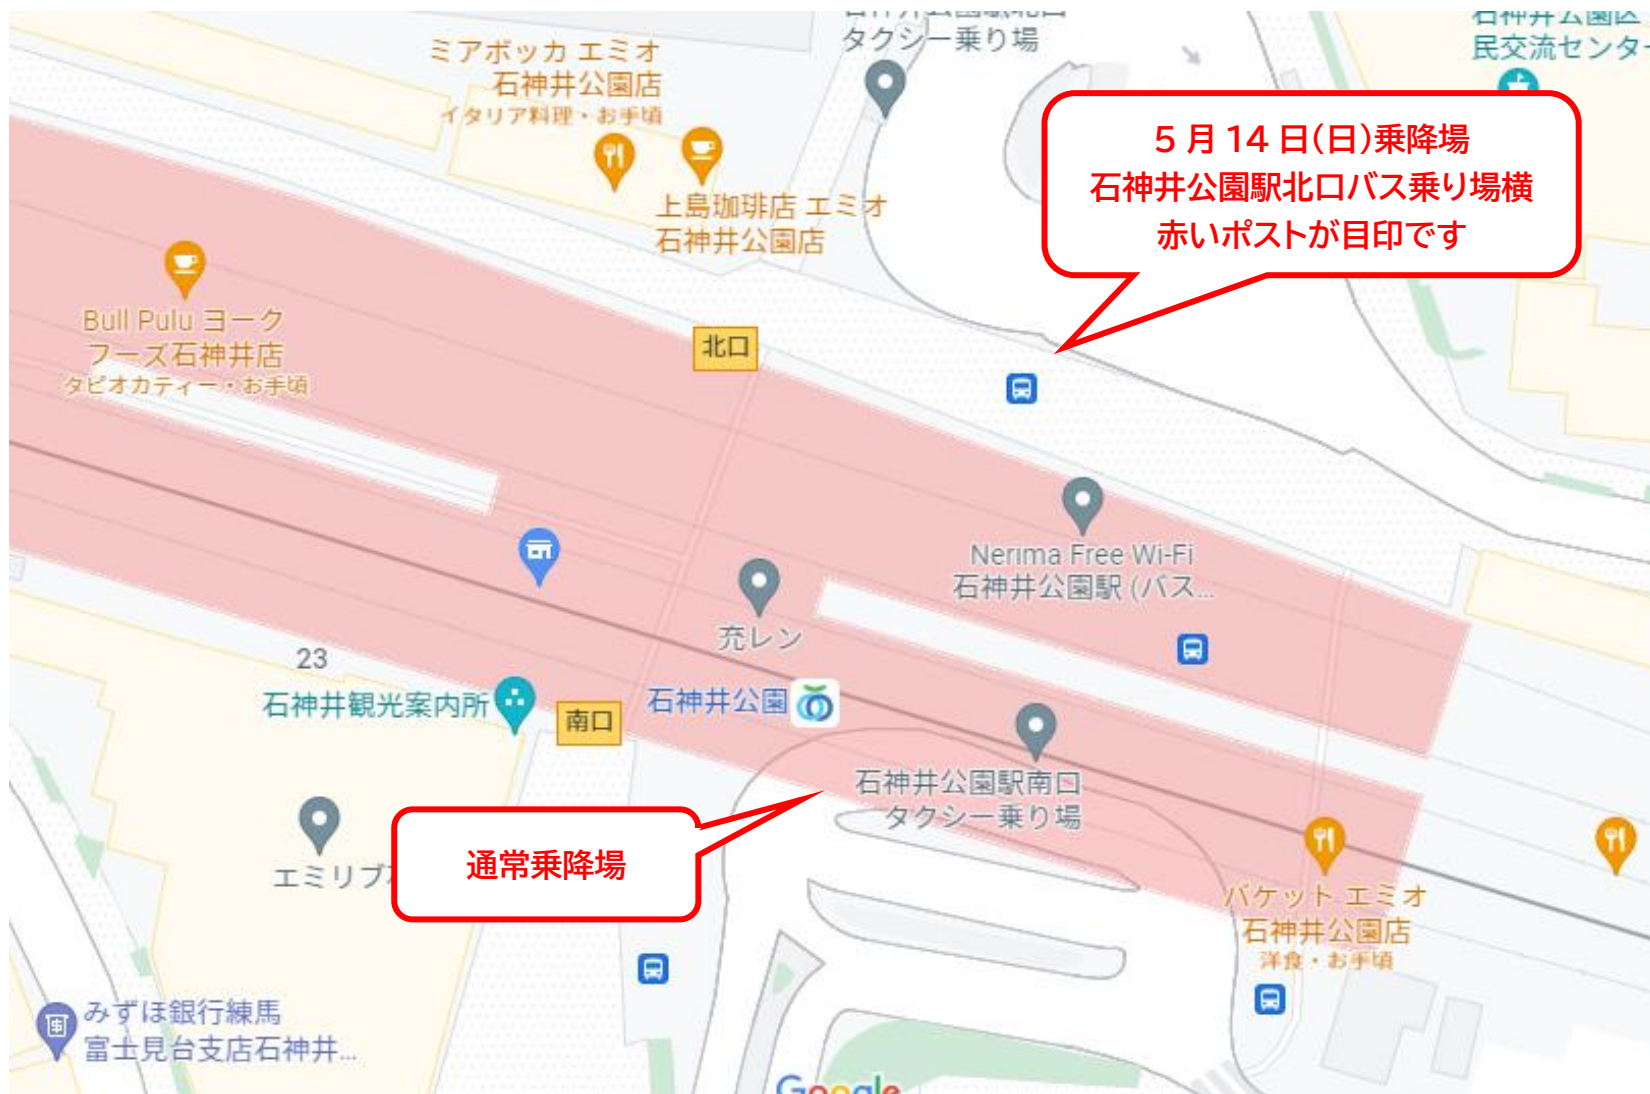 タクシー乗り場
民交流センター
ミアボッカ エミオ
石神井公園店
イタリア料理・お手頃
5月14日(日)乗降場
石神井公園駅北口バス乗り場横
赤いポストが目印です
上島珈琲店 エミオ
石神井公園店
Bull Pulu ヨーク
フーズ石神井店
タピオカティー・お手頃
北口
Nerima Free Wi-Fi
石神井公園駅 (バス...
充レン
23
石神井観光案内所
南口
石神井公園
石神井公園駅南口
タクシー乗り場
通常乗降場
エミリブ
バケット エミオ
石神井公園店
洋食・お手頃
みずほ銀行練馬
富士見台支店石神井...
Google